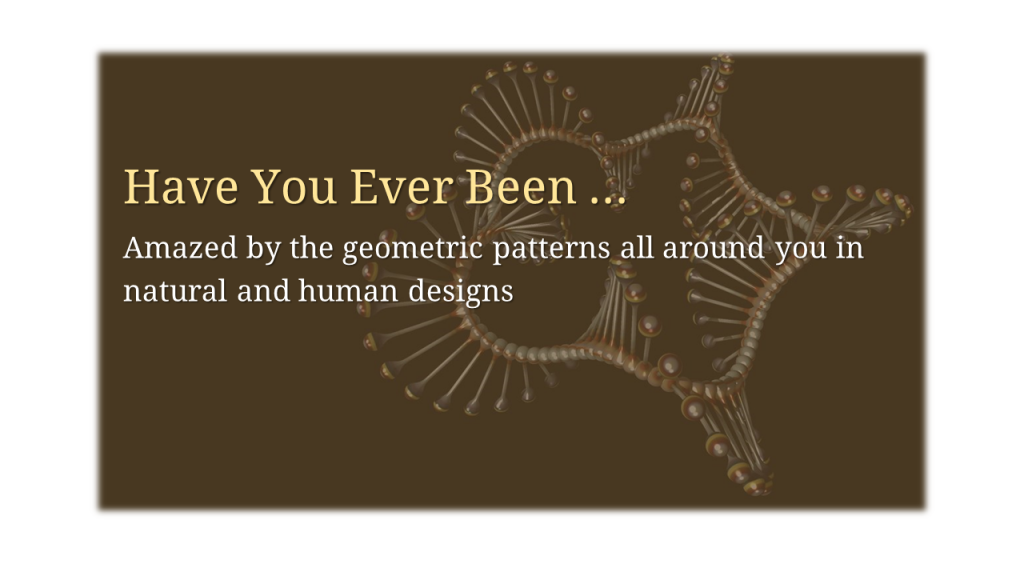 Have You Ever Been ...
Amazed by the geometric patterns all around you in
natural and human designs